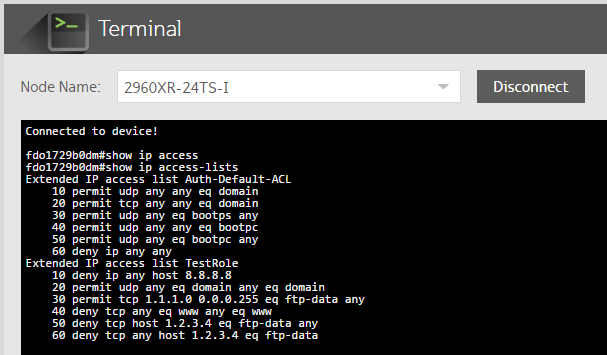 >_ Terminal
Node Name: 2960XR-24TS-I Disconnect
Connected to device!
fdo1729b0dm#show ip access
fdo1729b0dm#show ip access-lists
Extended IP access list Auth-Default-ACL
10 permit udp any any eq domain
20 permit tcp any any eq domain
30 permit udp any eq bootps any
40 permit udp any any eq bootpc
50 permit udp any eq bootpc any
60 deny ip any any
Extended IP access list TestRole
10 deny ip any host 8.8.8.8
20 permit udp any eq domain any eq domain
30 permit tcp 1.1.1.0 0.0.0.255 eq ftp-data any
40 deny tcp any eq www any eq www
50 deny tcp host 1.2.3.4 eq ftp-data any
60 deny tcp any host 1.2.3.4 eq ftp-data